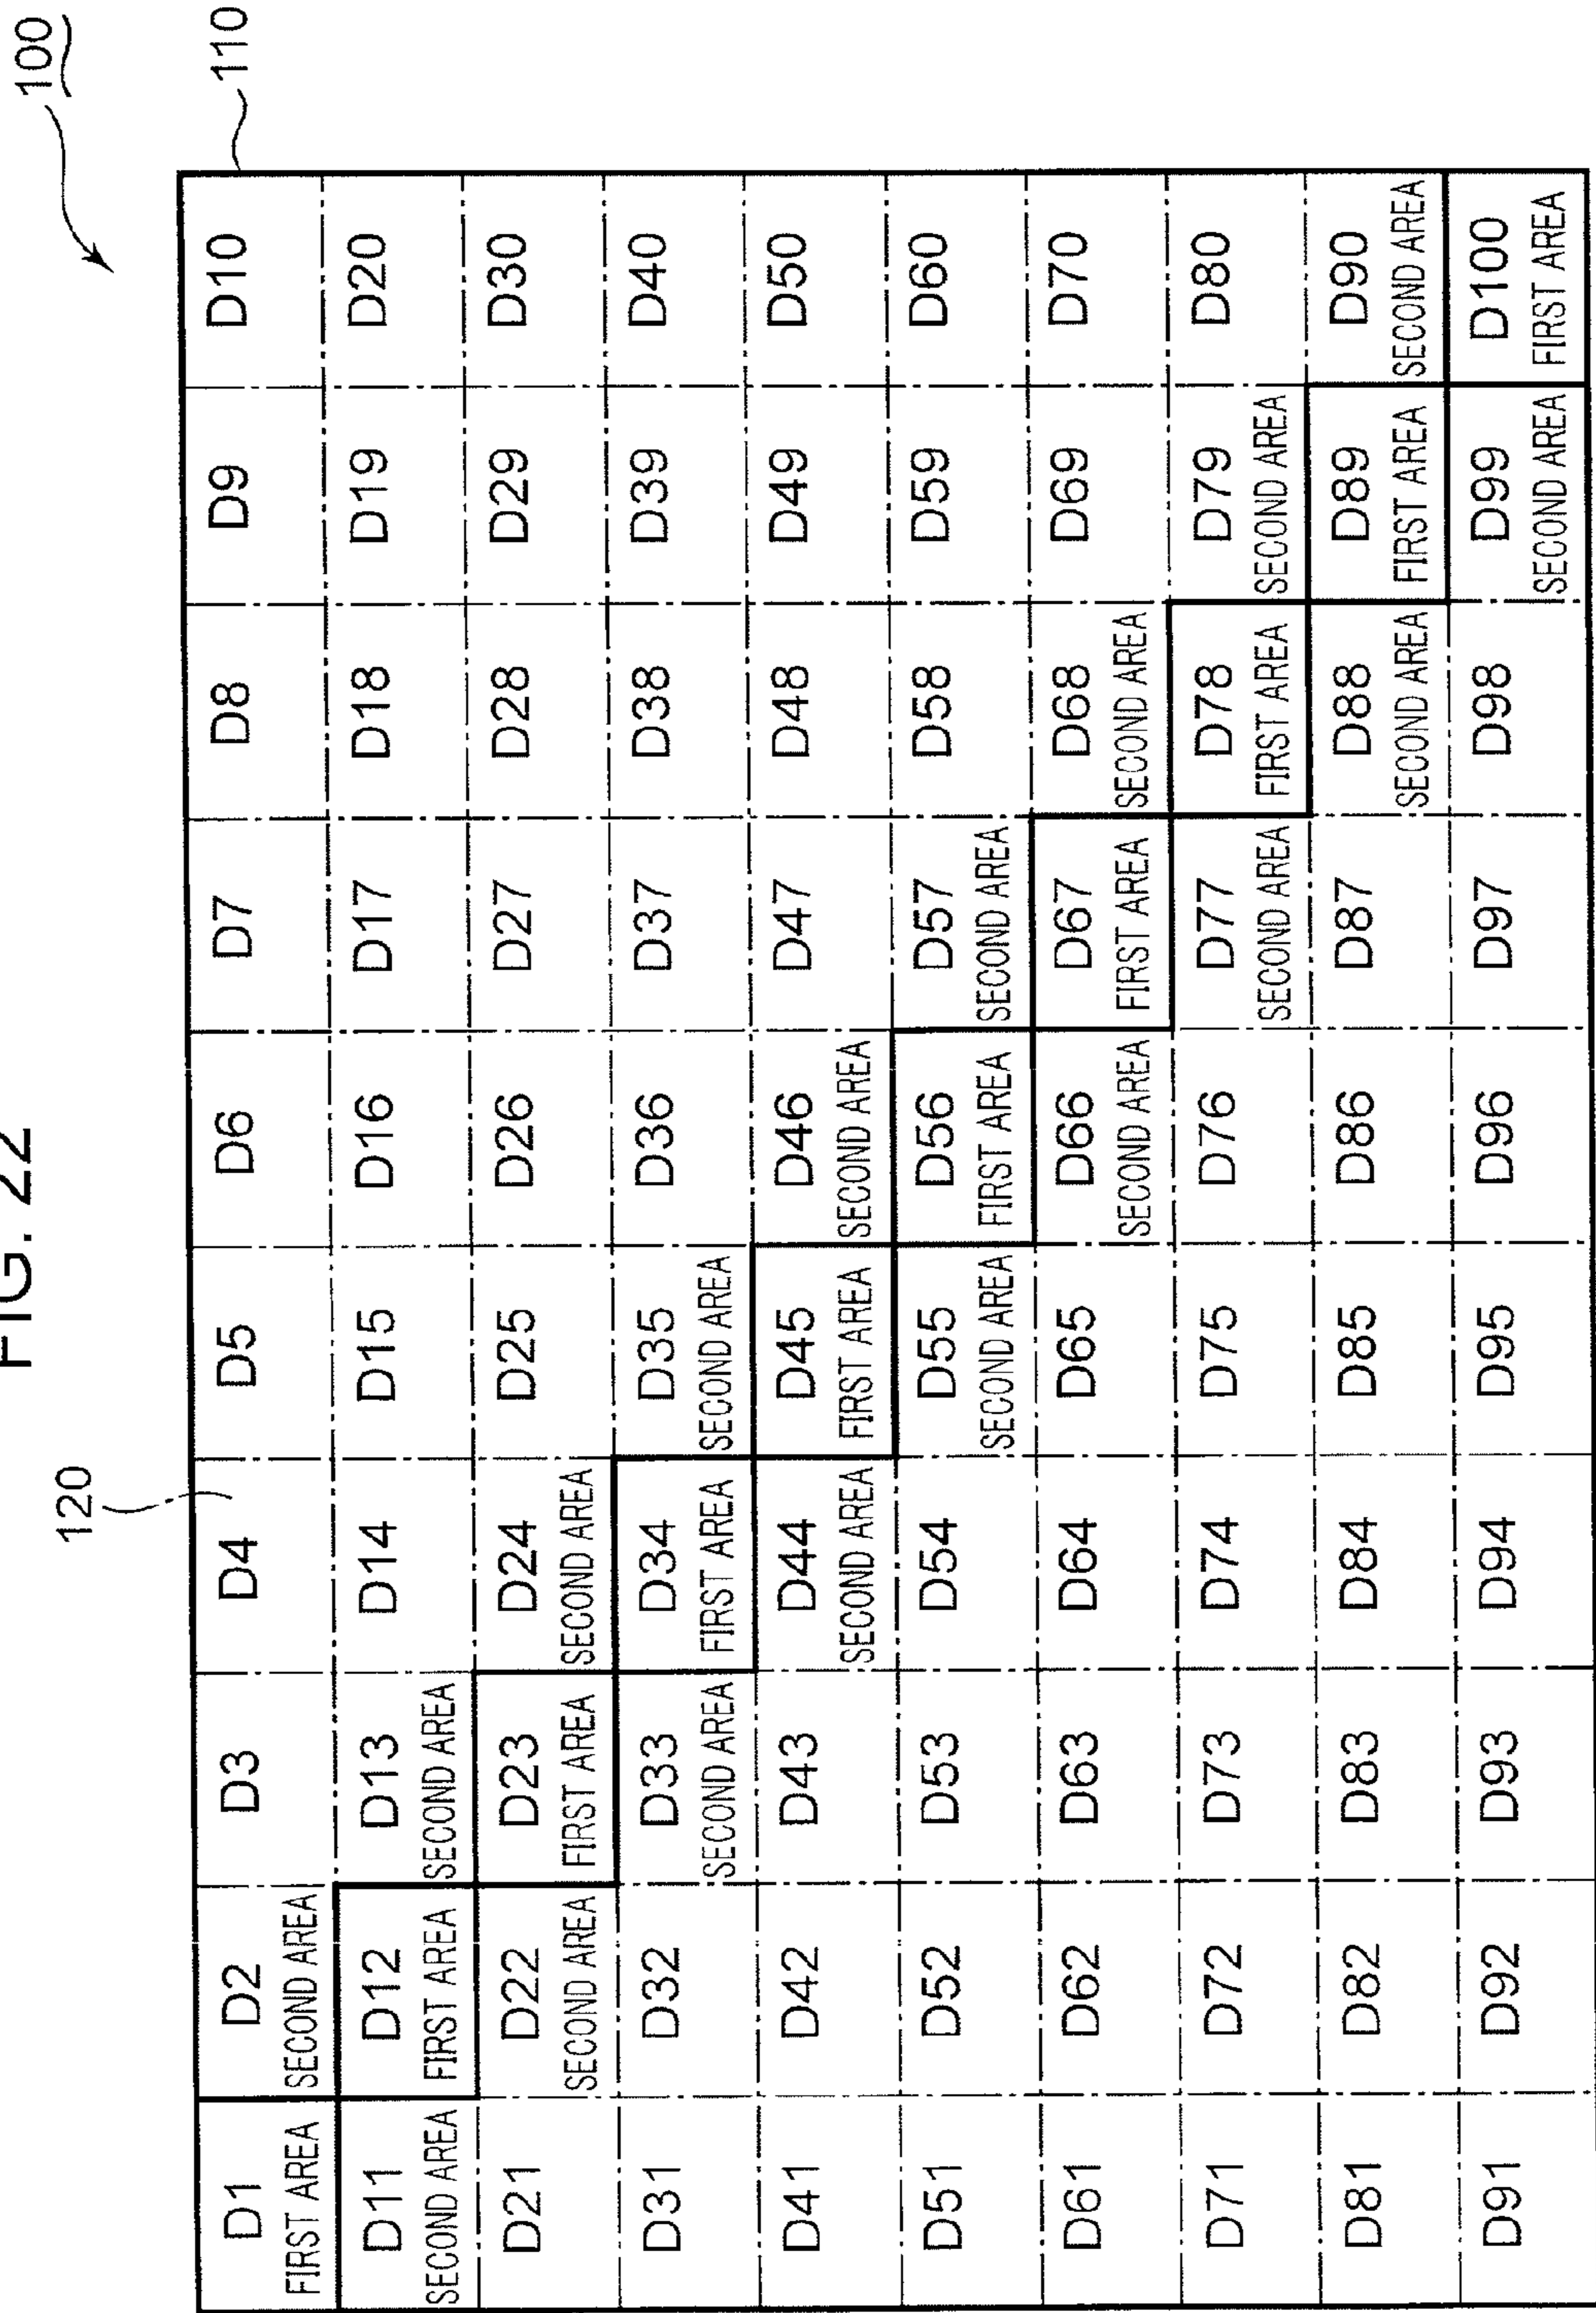 FIG. 22
100
110
120
D1 D2 D3 D4 D5 D6 D7 D8 D9 D10
FIRST AREA SECOND AREA
D11 D12 D13 D14 D15 D16 D17 D18 D19 D20
SECOND AREA FIRST AREA SECOND AREA
D21 D22 D23 D24 D25 D26 D27 D28 D29 D30
SECOND AREA FIRST AREA SECOND AREA
D31 D32 D33 D34 D35 D36 D37 D38 D39 D40
SECOND AREA FIRST AREA SECOND AREA
D41 D42 D43 D44 D45 D46 D47 D48 D49 D50
SECOND AREA FIRST AREA SECOND AREA
D51 D52 D53 D54 D55 D56 D57 D58 D59 D60
SECOND AREA FIRST AREA SECOND AREA
D61 D62 D63 D64 D65 D66 D67 D68 D69 D70
SECOND AREA FIRST AREA SECOND AREA
D71 D72 D73 D74 D75 D76 D77 D78 D79 D80
SECOND AREA FIRST AREA SECOND AREA
D81 D82 D83 D84 D85 D86 D87 D88 D89 D90
SECOND AREA FIRST AREA SECOND AREA
D91 D92 D93 D94 D95 D96 D97 D98 D99 D100
SECOND AREA FIRST AREA